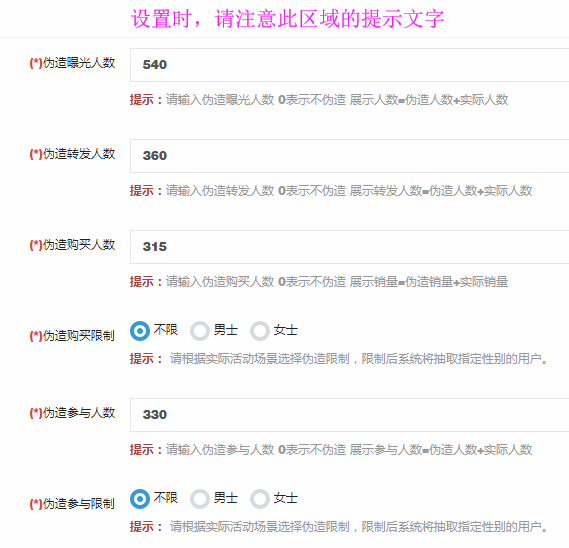 设置时，请注意此区域的提示文字
(*)伪造曝光人数 540
提示：请输入伪造曝光人数 0表示不伪造 展示人数=伪造人数+实际人数
(*)伪造转发人数 360
提示：请输入伪造转发人数 0表示不伪造 展示转发人数=伪造人数+实际人数
(*)伪造购买人数 315
提示：请输入伪造购买人数 0表示不伪造 展示销量=伪造销量+实际销量
(*)伪造购买限制 不限 男士 女士
提示： 请根据实际活动场景选择伪造限制，限制后系统将抽取指定性别的用户。
(*)伪造参与人数 330
提示：请输入伪造参与人数 0表示不伪造 展示参与人数=伪造人数+实际人数
(*)伪造参与限制 不限 男士 女士
提示： 请根据实际活动场景选择伪造限制，限制后系统将抽取指定性别的用户。